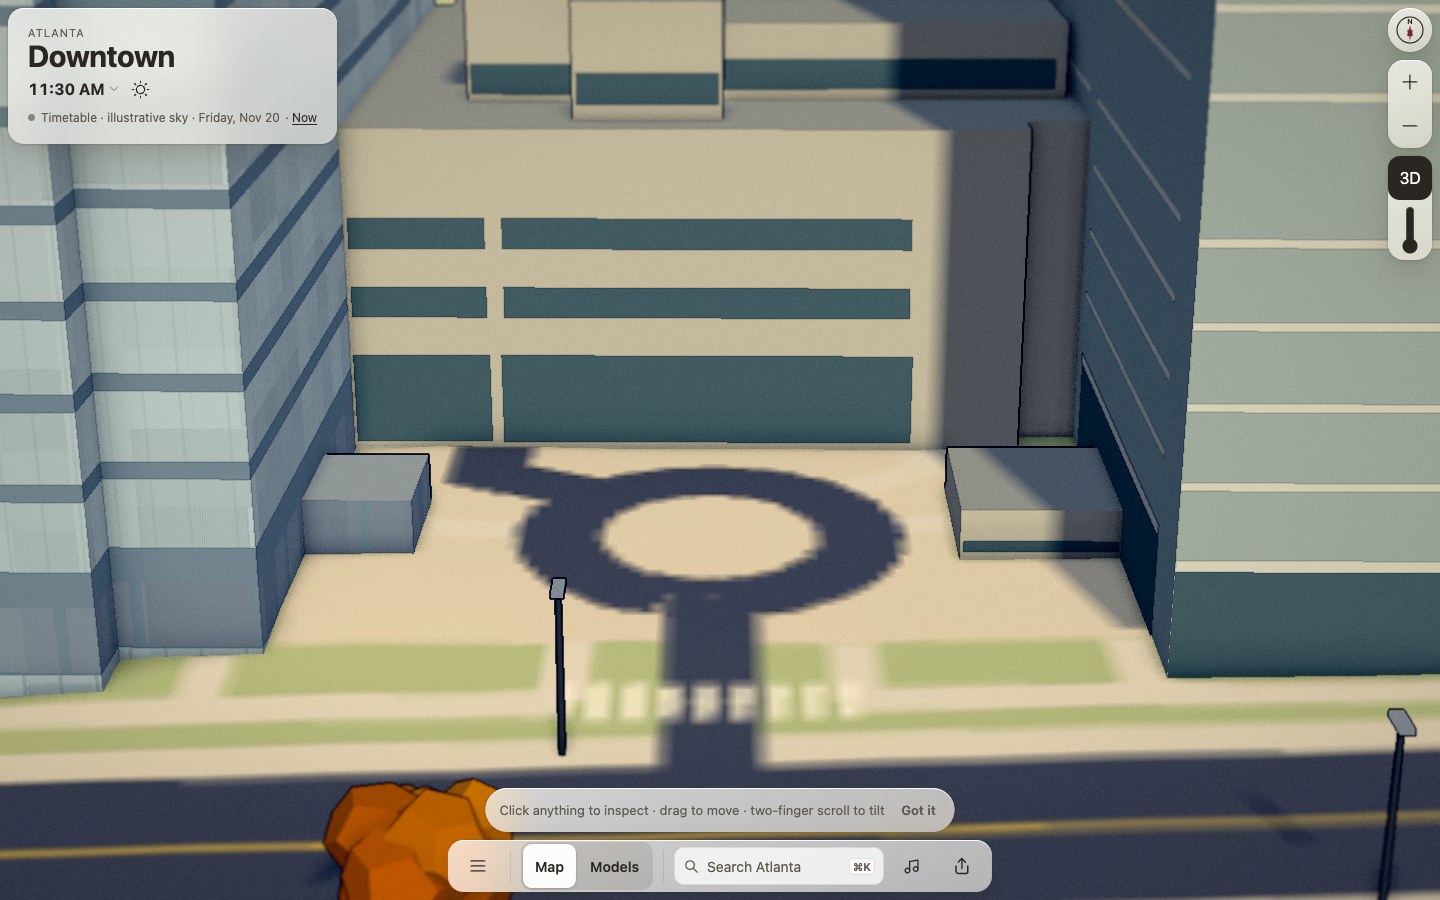 ATLANTA
Downtown
11:30 AM
Timetable · illustrative sky · Friday, Nov 20 · Now
N
3D
Click anything to inspect · drag to move · two-finger scroll to tilt Got it
Map Models Search Atlanta ⌘K